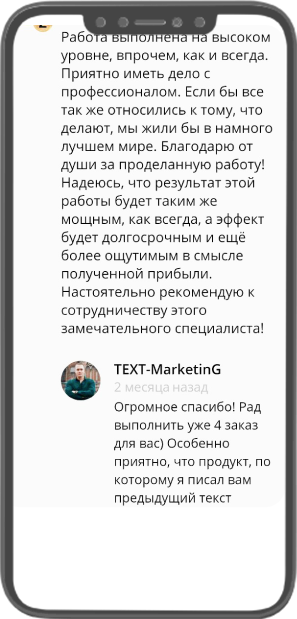 Работа выполнена на высоком
уровне, впрочем, как и всегда.
Приятно иметь дело с
профессионалом. Если бы все
так же относились к тому, что
делают, мы жили бы в намного
лучшем мире. Благодарю от
души за проделанную работу!
Надеюсь, что результат этой
работы будет таким же
мощным, как всегда, а эффект
будет долгосрочным и ещё
более ощутимым в смысле
полученной прибыли.
Настоятельно рекомендую к
сотрудничеству этого
замечательного специалиста!
TEXT-MarketinG
2 месяца назад
Огромное спасибо! Рад
выполнить уже 4 заказ
для вас) Особенно
приятно, что продукт, по
которому я писал вам
предыдущий текст